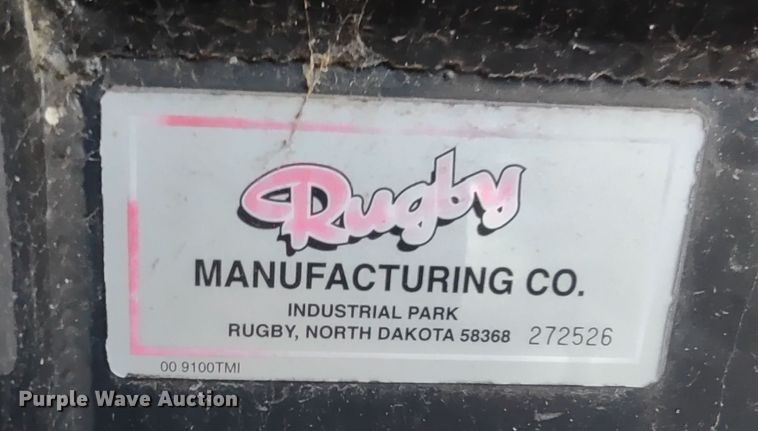 Rugby
MANUFACTURING CO.
INDUSTRIAL PARK
RUGBY, NORTH DAKOTA 58368 272526
00 9100TMI
Purple Wave Auction